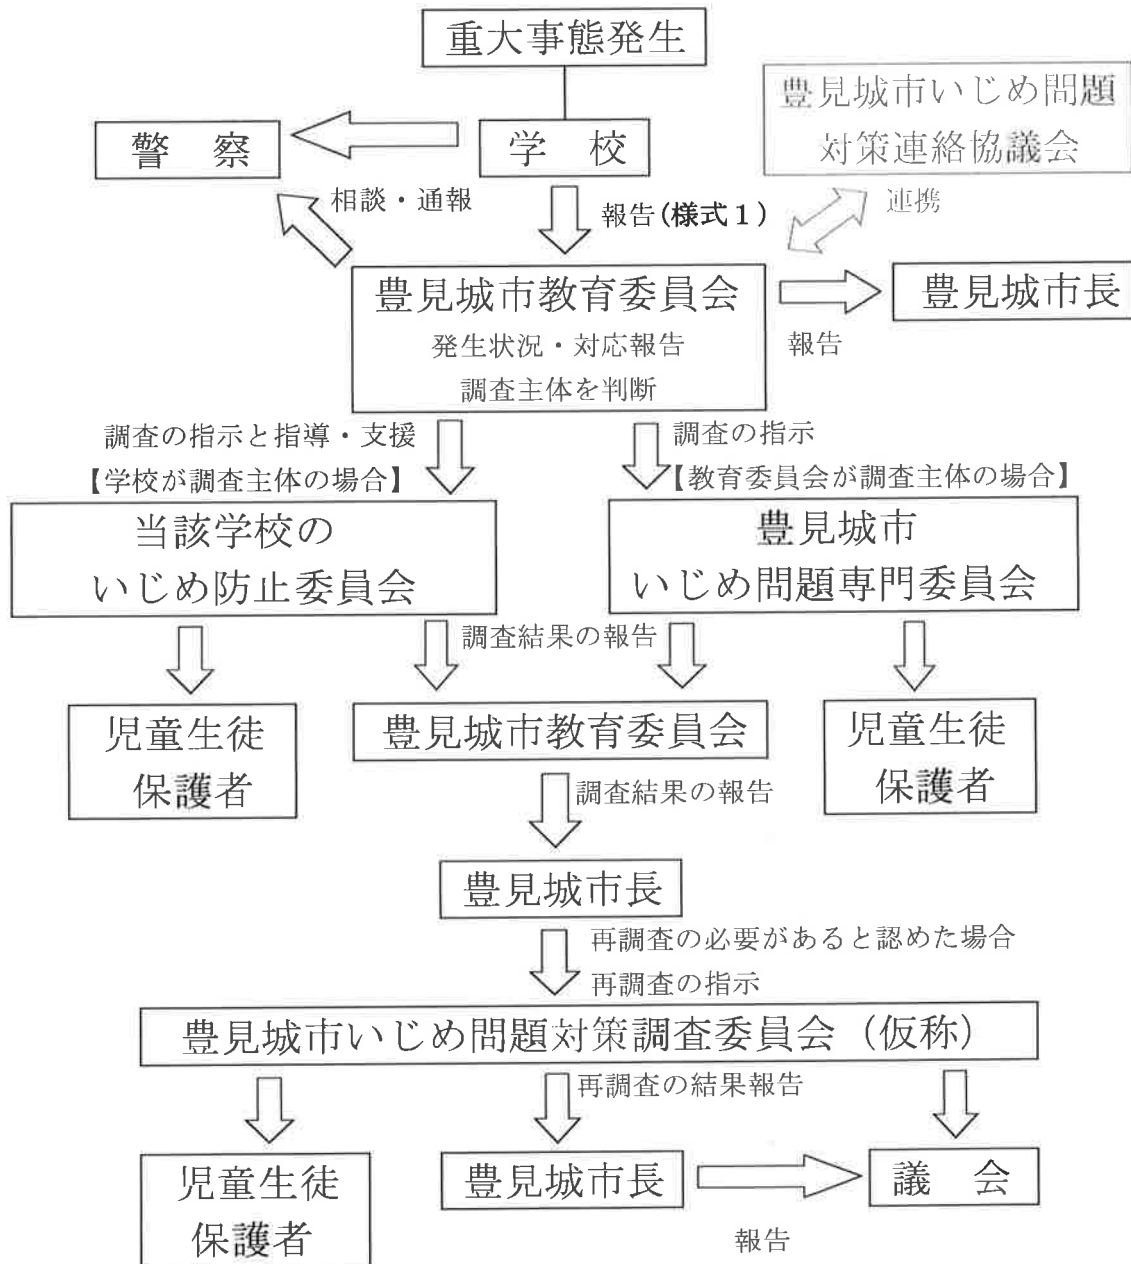 重大事態発生
豊見城市いじめ問題
対策連絡協議会
警　察
学　校
相談・通報
報告(様式１)
連携
豊見城市教育委員会
発生状況・対応報告
調査主体を判断
報告
豊見城市長
調査の指示と指導・支援
【学校が調査主体の場合】
調査の指示
【教育委員会が調査主体の場合】
当該学校の
いじめ防止委員会
豊見城市
いじめ問題専門委員会
調査結果の報告
児童生徒
保護者
豊見城市教育委員会
児童生徒
保護者
調査結果の報告
豊見城市長
再調査の必要があると認めた場合
再調査の指示
豊見城市いじめ問題対策調査委員会（仮称）
再調査の結果報告
児童生徒
保護者
豊見城市長
議　会
報告